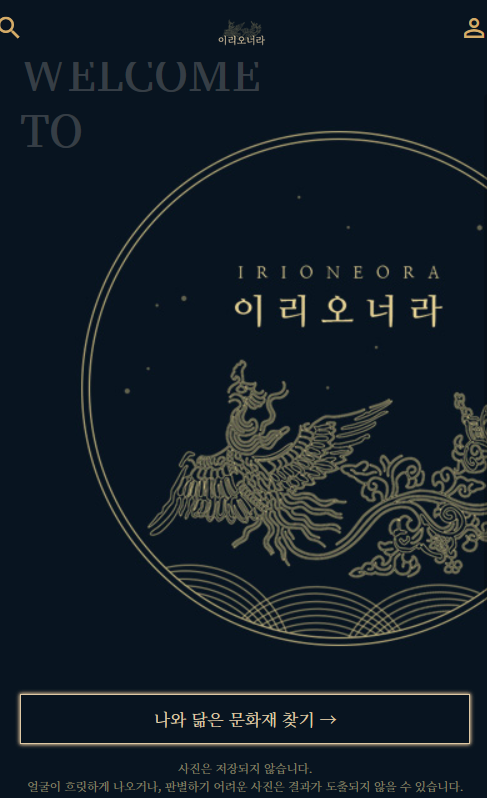 이리오너라
WELCOME
TO
IRIONEORA
이리오너라
나와 닮은 문화재 찾기 →
사진은 저장되지 않습니다.
얼굴이 흐릿하게 나오거나, 판별하기 어려운 사진은 결과가 도출되지 않을 수 있습니다.